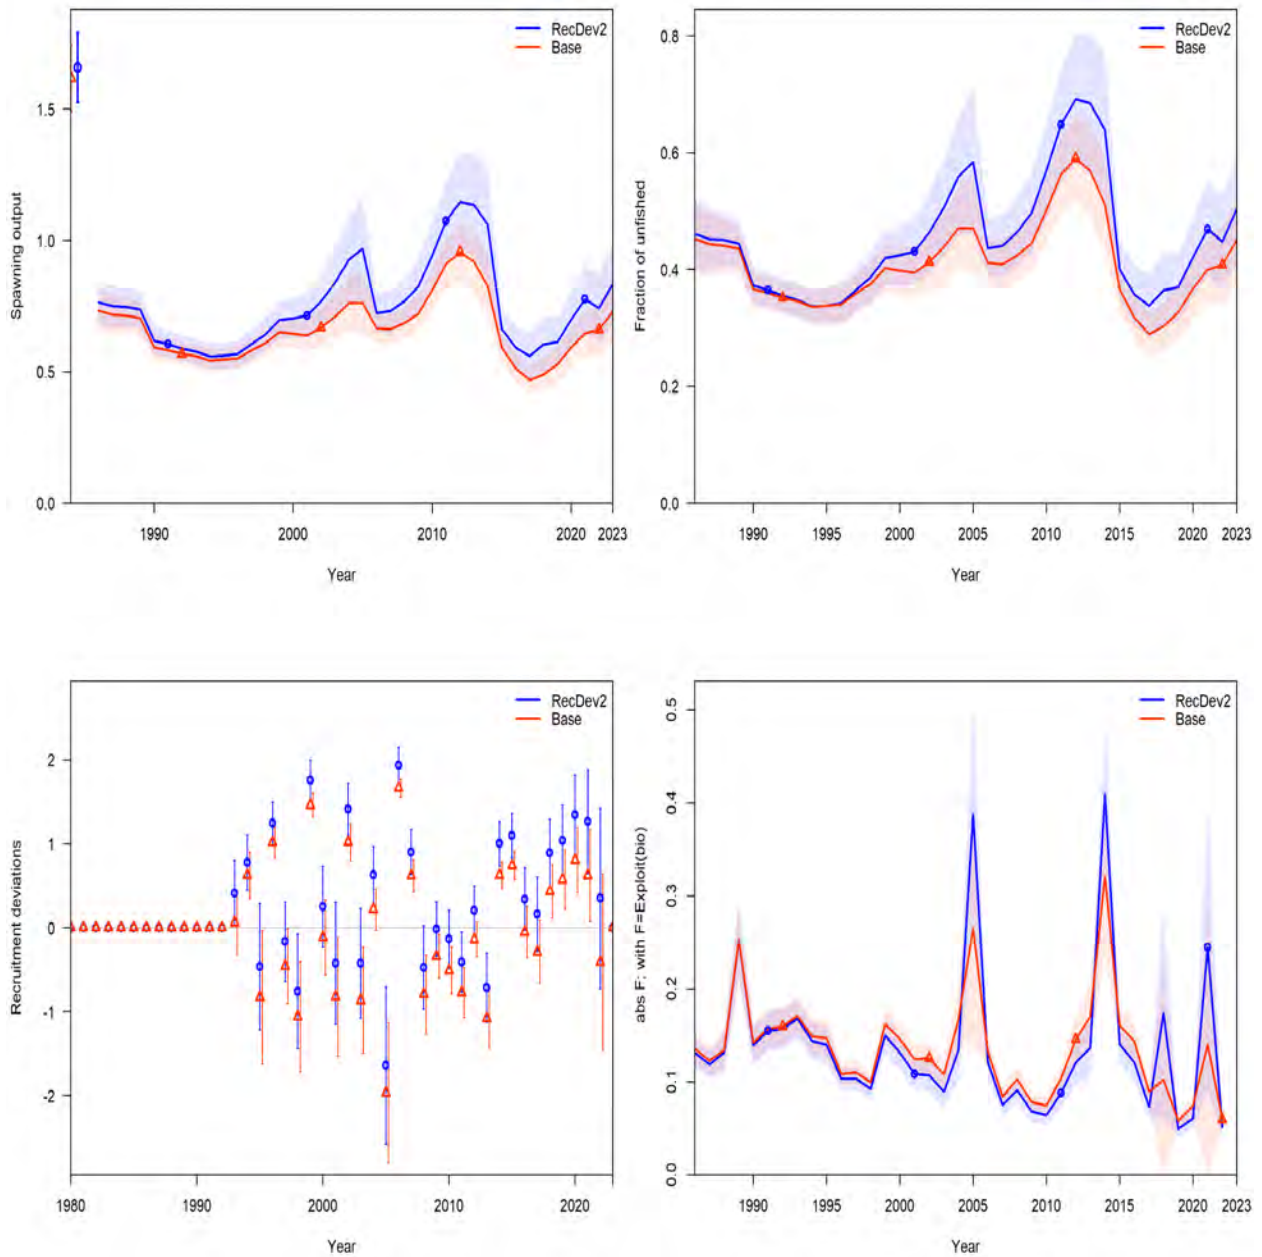 RecDev2
Base
1.5
1.0
0.5
0.0
Spawning output
1990 2000 2010 2020 2023
Year
RecDev2
Base
0.8
0.6
0.4
0.2
0.0
Fraction of unfished
1990 1995 2000 2005 2010 2015 2020 2023
Year
RecDev2
Base
2
1
0
-1
-2
Recruitment deviations
1980 1990 2000 2010 2020
Year
RecDev2
Base
0.5
0.4
0.3
0.2
0.1
0.0
abs F; with F=Exploit(bio)
1990 1995 2000 2005 2010 2015 2020 2023
Year